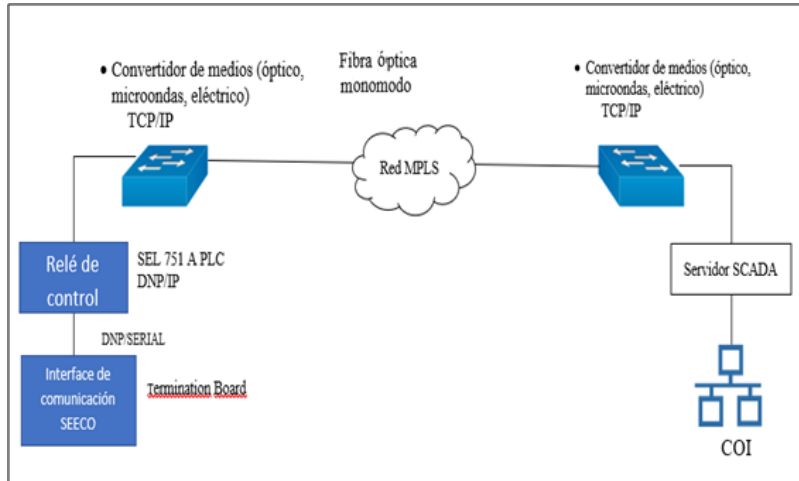 • Convertidor de medios (óptico,
microondas, eléctrico)
TCP/IP
Fibra óptica
monomodo
• Convertidor de medios (óptico,
microondas, eléctrico)
TCP/IP
Red MPLS
Relé de
control
SEL 751 A PLC
DNP/IP
Servidor SCADA
DNP/SERIAL
Interface de
comunicación
SEECO
Termination Board
COI